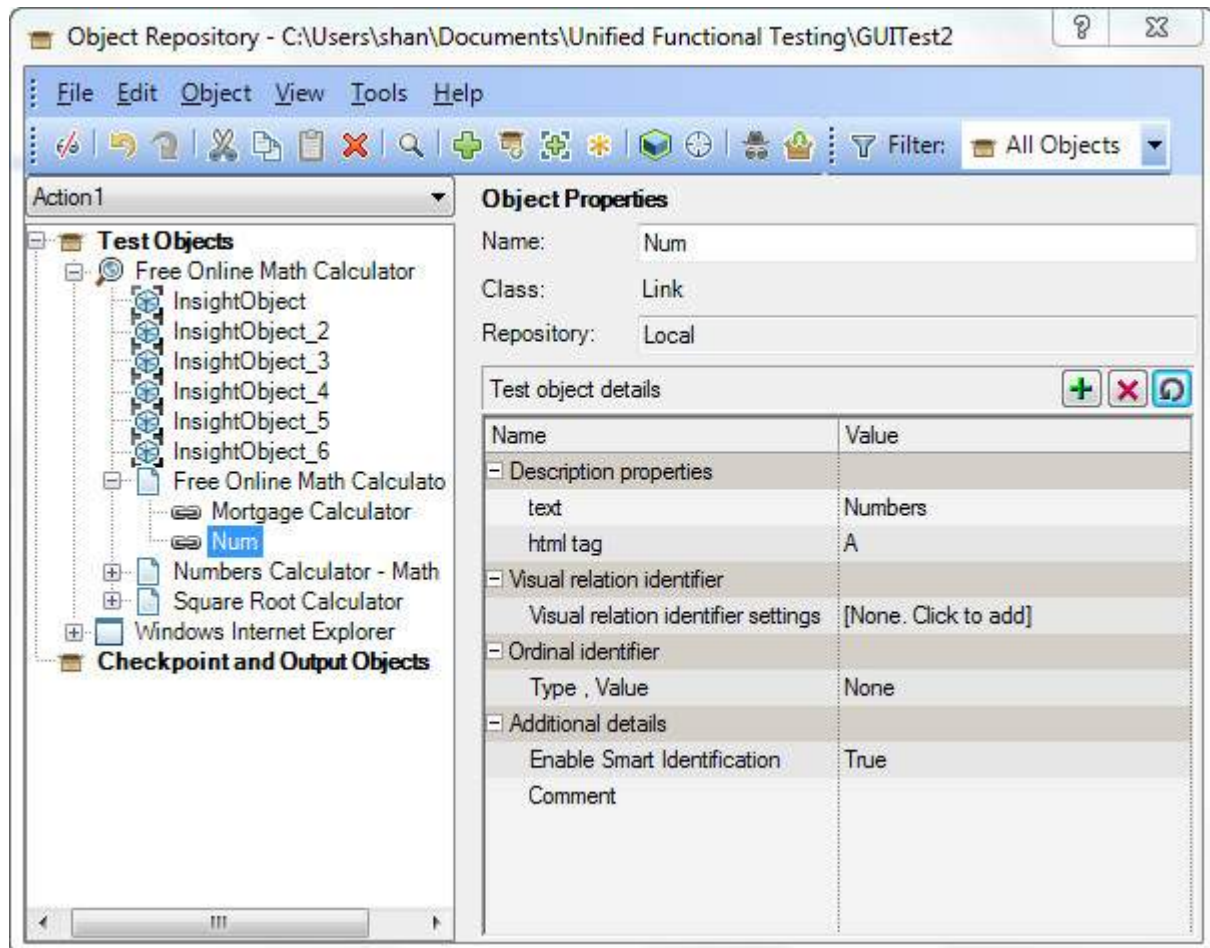 Object Repository - C:\Users\shan\Documents\Unified Functional Testing\GUITest2
File Edit Object View Tools Help
Filter: All Objects
Action1
Test Objects
Free Online Math Calculator
InsightObject
InsightObject_2
InsightObject_3
InsightObject_4
InsightObject_5
InsightObject_6
Free Online Math Calculato
Mortgage Calculator
Num
Numbers Calculator - Math
Square Root Calculator
Windows Internet Explorer
Checkpoint and Output Objects
Object Properties
Name: Num
Class: Link
Repository: Local
Test object details
Name Value
Description properties
text Numbers
html tag A
Visual relation identifier
Visual relation identifier settings [None. Click to add]
Ordinal identifier
Type , Value None
Additional details
Enable Smart Identification True
Comment